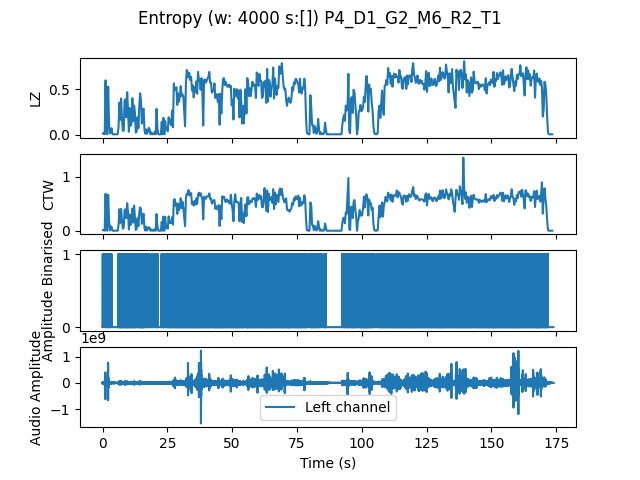 Entropy (w: 4000 s:[]) P4_D1_G2_M6_R2_T1
LZ
0.5
0.0
CTW
1
0
Amplitude Binarised
1
0
Audio Amplitude
1e9
1
0
−1
Left channel
0 25 50 75 100 125 150 175
Time (s)